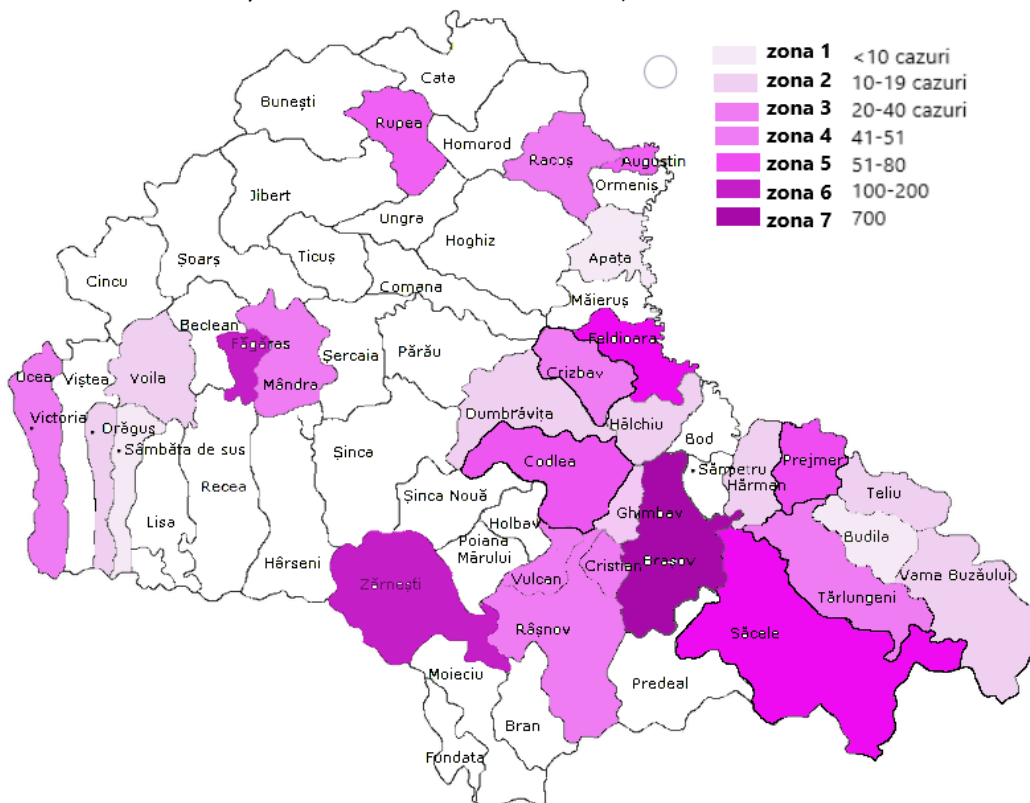 zona 1 <10 cazuri
zona 2 10-19 cazuri
zona 3 20-40 cazuri
zona 4 41-51
zona 5 51-80
zona 6 100-200
zona 7 700
Cata
Bunești
Rupea
Homorod
Racoș
Augustin
Ormeniș
Jibert
Ungra
Hoghiz
Ticuș
Șoarș
Apața
Cincu
Comana
Măieruș
Beclean
Făgăraș
Feldioara
Șercaia
Părău
Crizbav
Ucea
Viștea
Voila
Mândra
Victoria
Dumbrăvița
Drăguș
Hălchiu
Bod
Sâmbăta de sus
Șinca
Codlea
Sămpetru
Prejmer
Recea
Hărman
Teliu
Șinca Nouă
Ghimbav
Lisa
Holbav
Budila
Poiana
Mârului
Hârseni
Cristian
Brașov
Vama Buzăului
Vulcan
Zărnești
Tărlungeni
Râșnov
Săcele
Moieciu
Predeal
Bran
Fundata